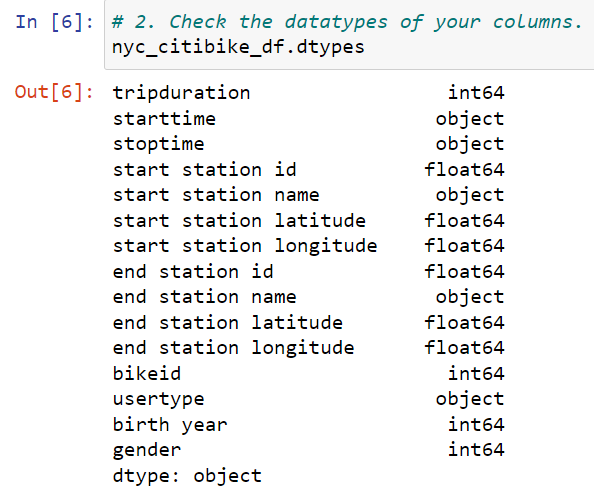 In [6]: # 2. Check the datatypes of your columns.
nyc_citibike_df.dtypes
Out[6]: tripduration int64
starttime object
stoptime object
start station id float64
start station name object
start station latitude float64
start station longitude float64
end station id float64
end station name object
end station latitude float64
end station longitude float64
bikeid int64
usertype object
birth year int64
gender int64
dtype: object